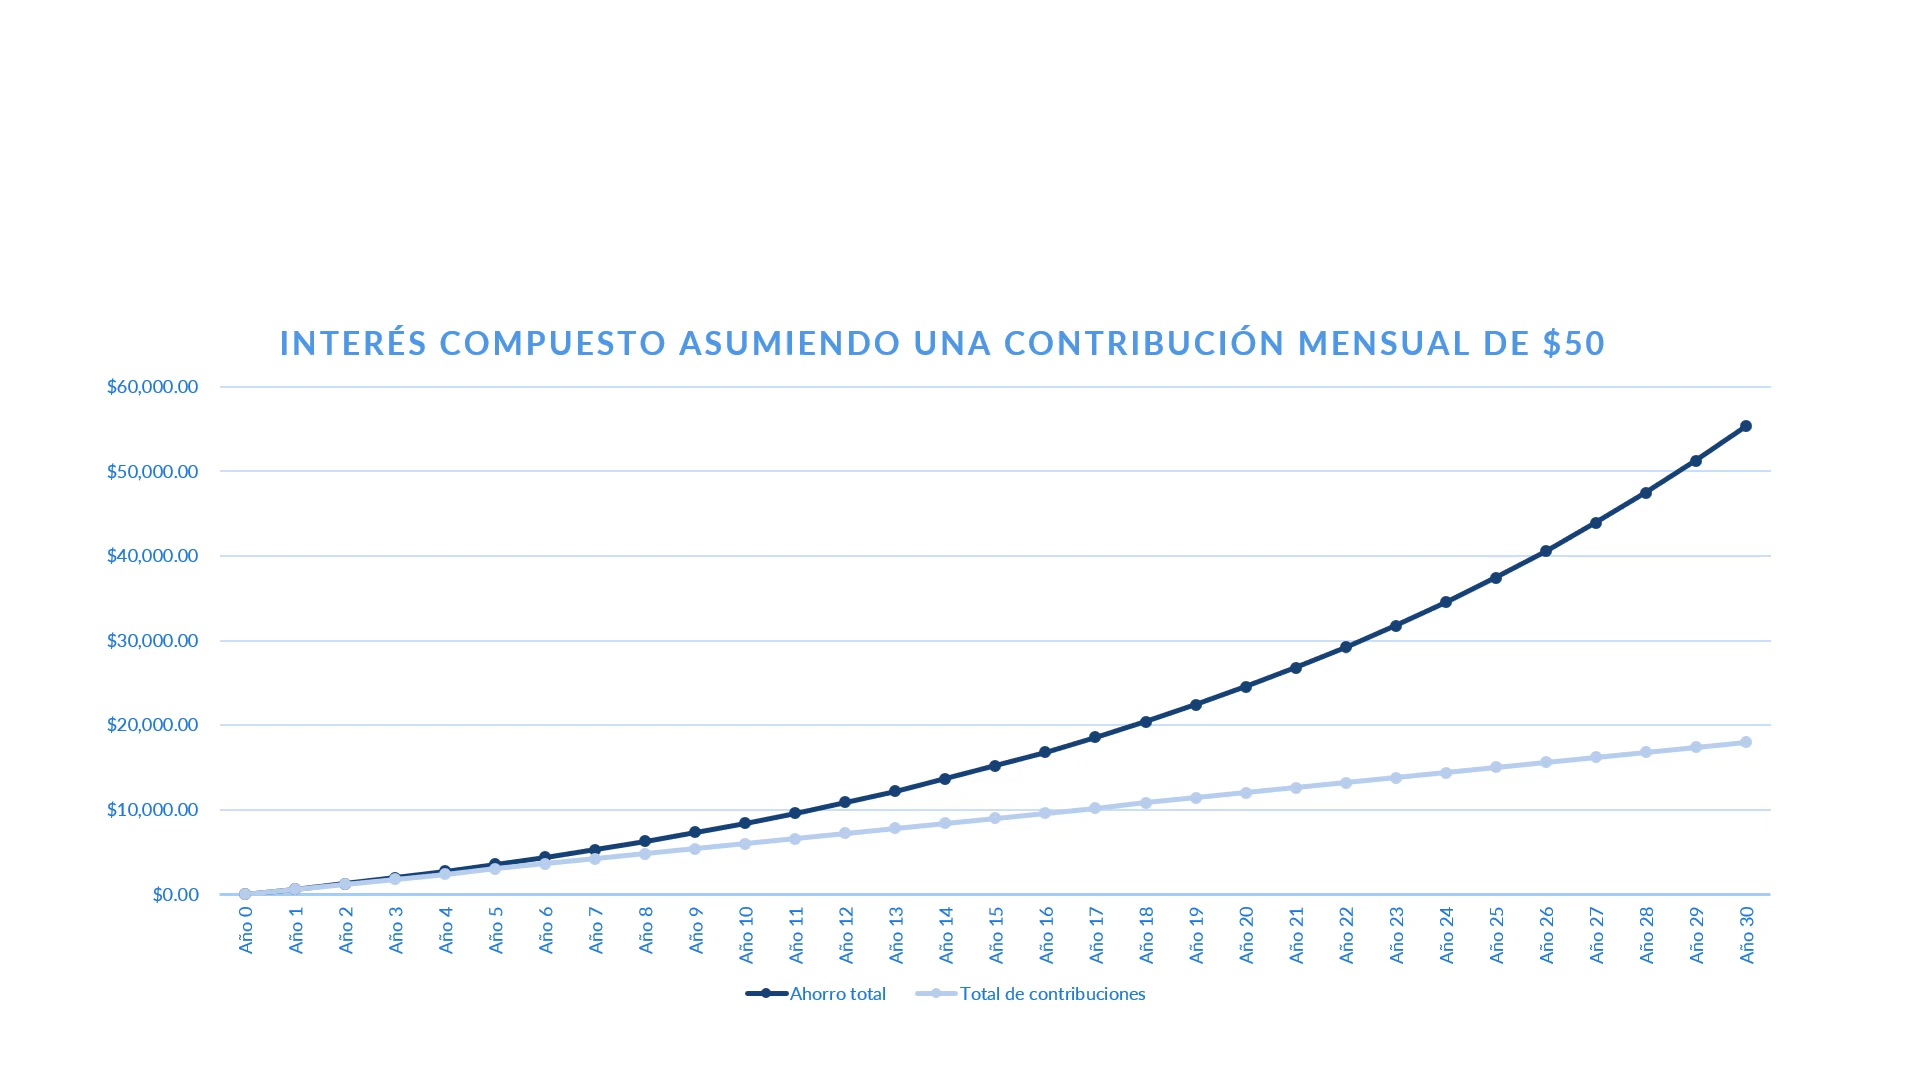 INTERÉS COMPUESTO ASUMIENDO UNA CONTRIBUCIÓN MENSUAL DE $50
$60,000.00
$50,000.00
$40,000.00
$30,000.00
$20,000.00
$10,000.00
$0.00
Año 0
Año 1
Año 2
Año 3
Año 4
Año 5
Año 6
Año 7
Año 8
Año 9
Año 10
Año 11
Año 12
Año 13
Año 14
Año 15
Año 16
Año 17
Año 18
Año 19
Año 20
Año 21
Año 22
Año 23
Año 24
Año 25
Año 26
Año 27
Año 28
Año 29
Año 30
Ahorro total
Total de contribuciones